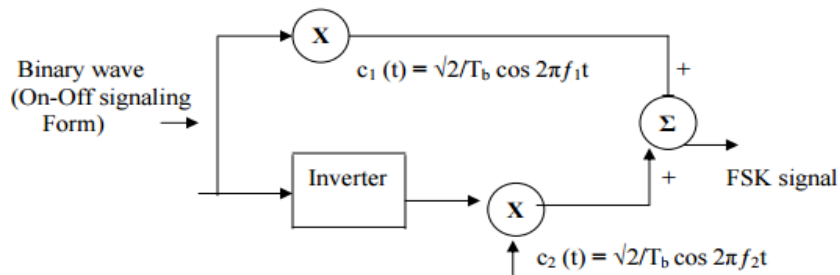 X
c₁ (t) = √2/T_b cos 2πf₁t
+
Binary wave
(On-Off signaling
Form)
Σ
Inverter
+
FSK signal
X
c₂ (t) = √2/T_b cos 2πf₂t